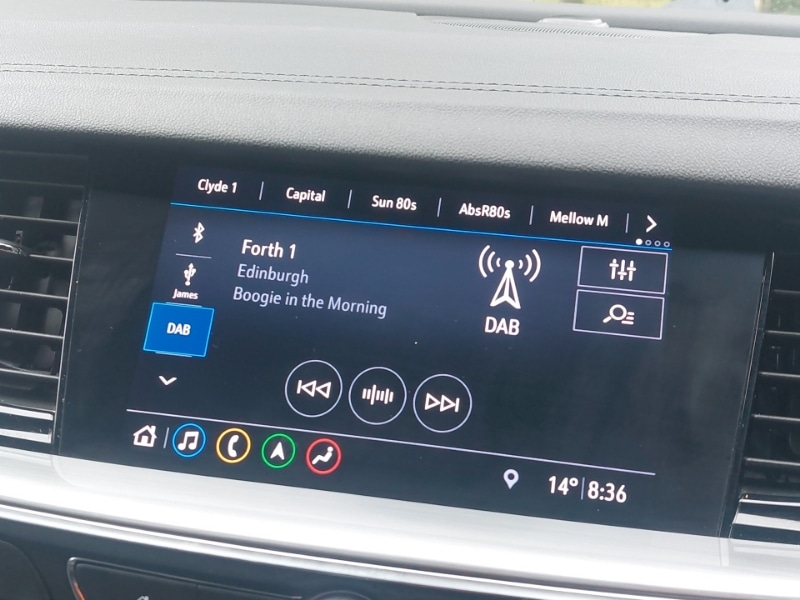 Clyde 1 Capital Sun 80s AbsR80s Mellow M
Forth 1
Edinburgh
Boogie in the Morning
James
DAB
DAB
14° 8:36